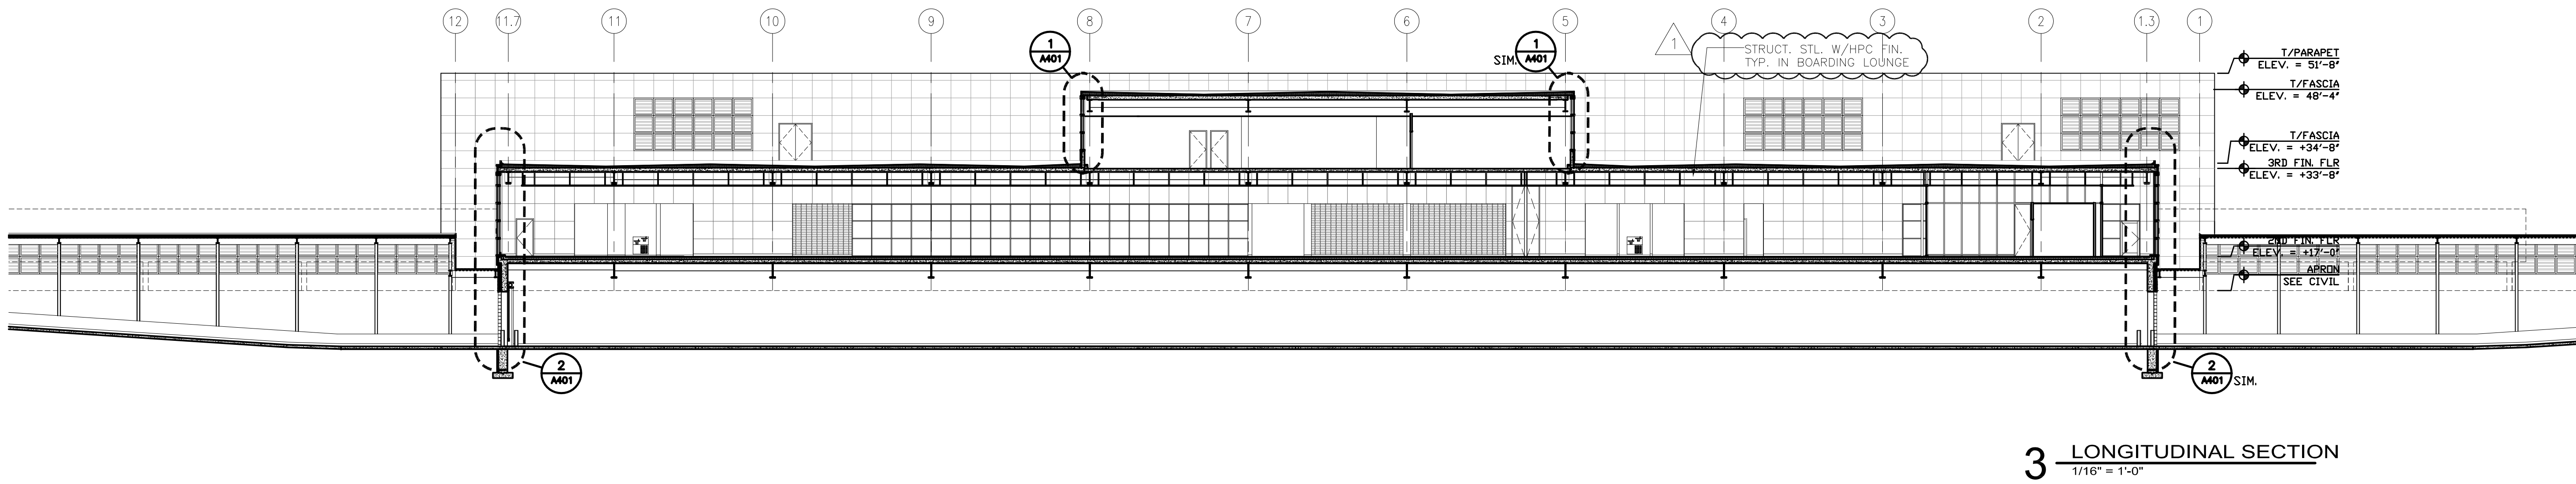 12
11.7
11
10
9
8
7
6
5
4
3
2
1.3
1
1
A401
SIM.
1
A401
1
STRUCT. STL. W/HPC FIN.
TYP. IN BOARDING LOUNGE
T/PARAPET
ELEV. = 51'-8"
T/FASCIA
ELEV. = 48'-4"
T/FASCIA
ELEV. = +34'-8"
3RD FIN. FLR
ELEV. = +33'-8"
2ND FIN. FLR
ELEV. = +17'-0"
APRON
SEE CIVIL
2
A401
2
A401
SIM.
3 LONGITUDINAL SECTION
1/16" = 1'-0"